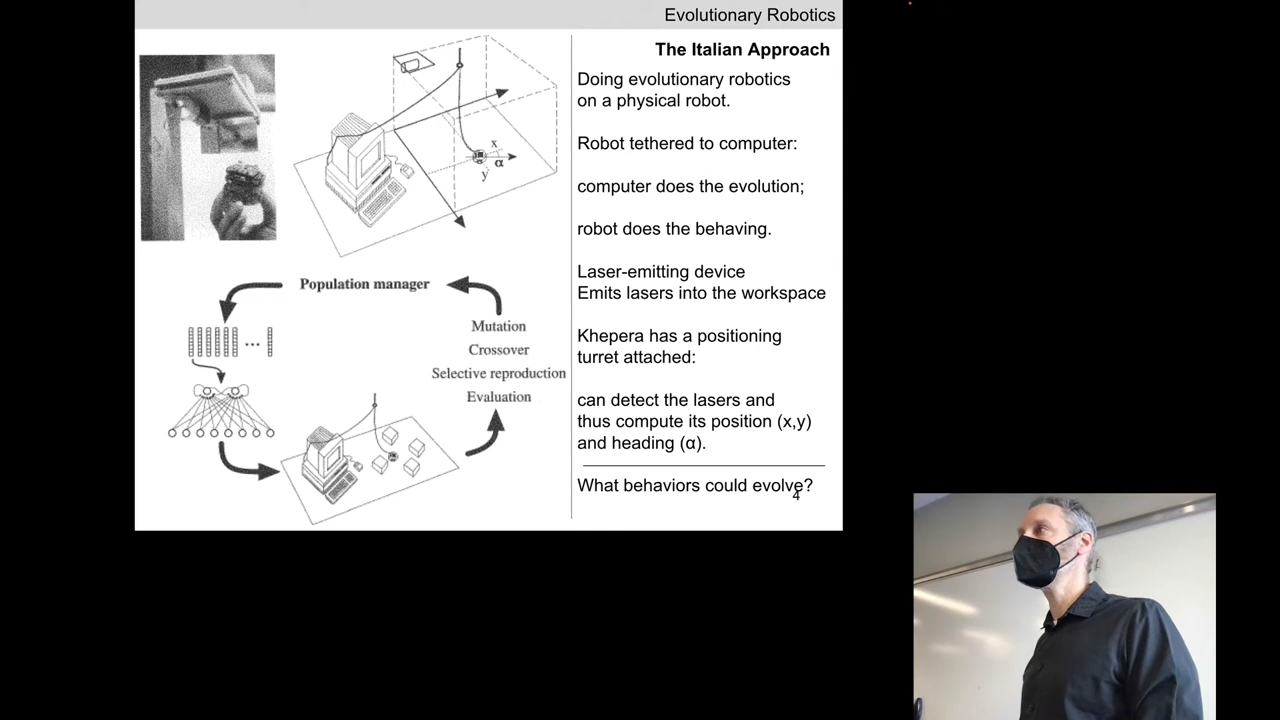 Evolutionary Robotics
The Italian Approach
Doing evolutionary robotics
on a physical robot.
Robot tethered to computer:
computer does the evolution;
robot does the behaving.
Laser-emitting device
Emits lasers into the workspace
Khepera has a positioning
turret attached:
can detect the lasers and
thus compute its position (x,y)
and heading (α).
What behaviors could evolve?
4
x
α
y
Population manager
Mutation
Crossover
Selective reproduction
Evaluation
...